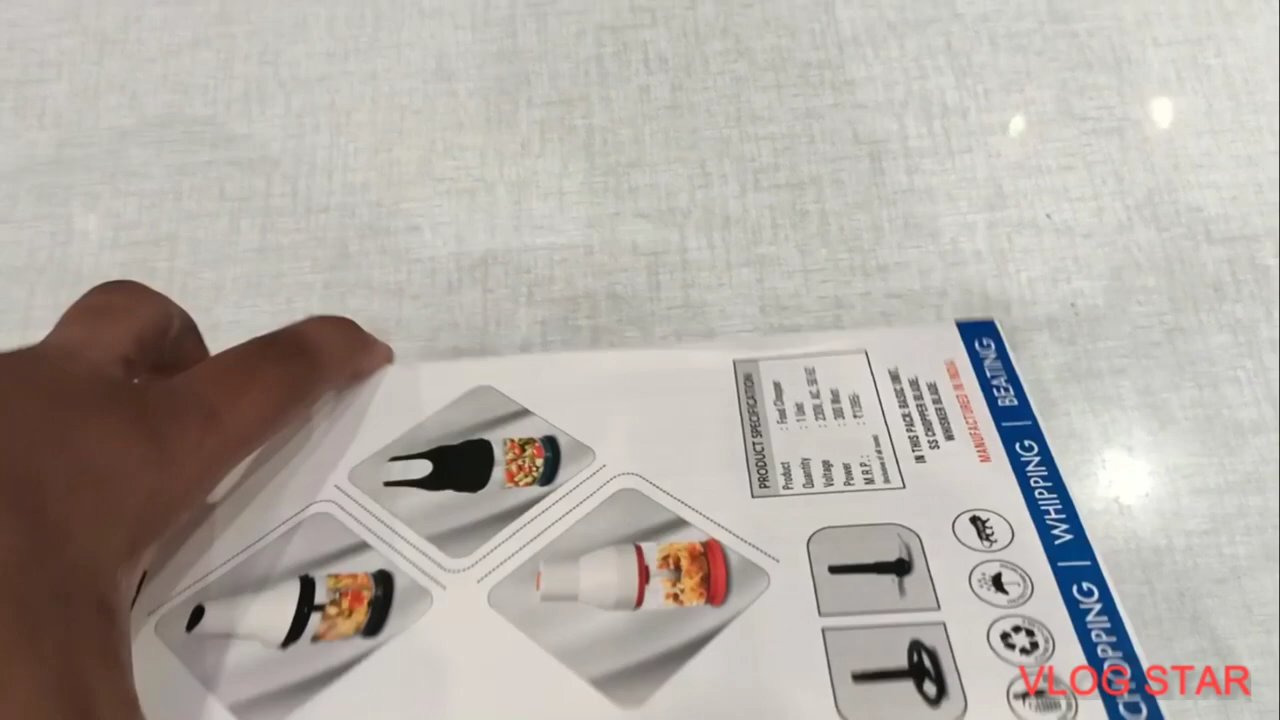 PRODUCT SPECIFICATION
Product : Food Chopper
Quantity : 1 Unit
Voltage : 230V, AC, 50 HZ
Power : 300 Watt
M.R.P.:
IN THIS PACK: BASIC UNIT,
SS CHOPPER BLADE,
WHISKER BLADE
MANUFACTURED IN INDIA
CHOPPING | WHIPPING | BEATING
VLOG STAR